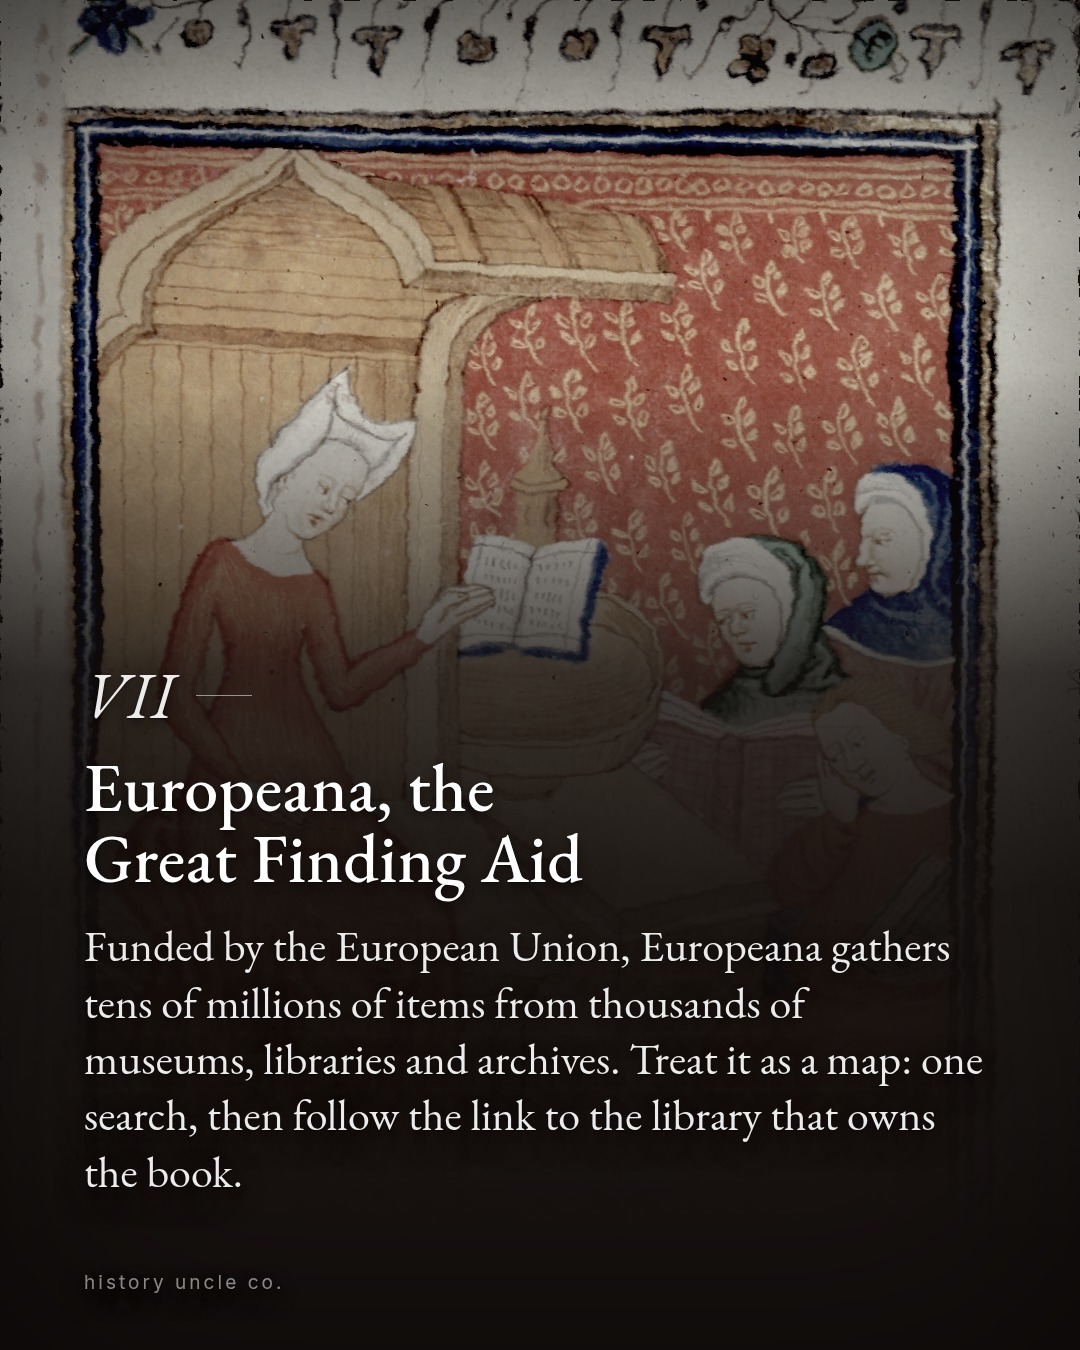 VII
Europeana, the
Great Finding Aid
Funded by the European Union, Europeana gathers
tens of millions of items from thousands of
museums, libraries and archives. Treat it as a map: one
search, then follow the link to the library that owns
the book.
history uncle co.